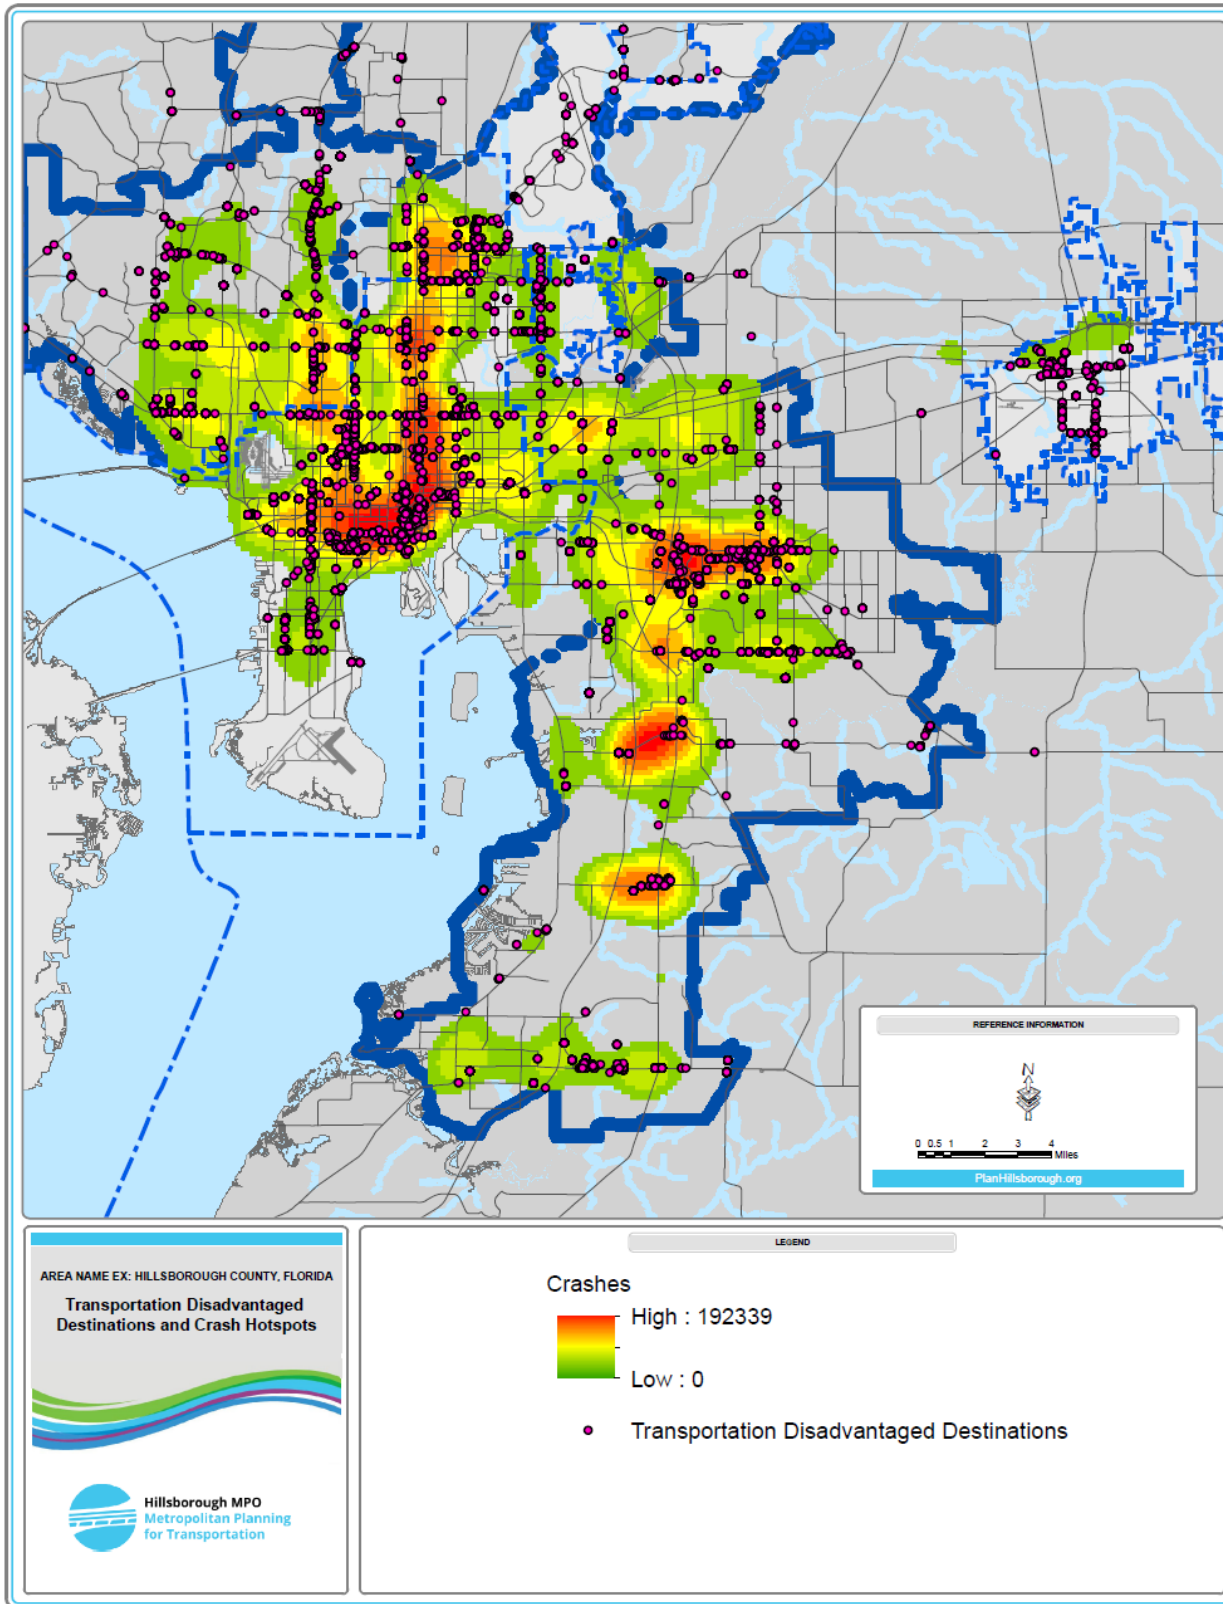 REFERENCE INFORMATION
N
0 0.5 1 2 3 4
Miles
PlanHillsborough.org
AREA NAME EX: HILLSBOROUGH COUNTY, FLORIDA
Transportation Disadvantaged
Destinations and Crash Hotspots
Hillsborough MPO
Metropolitan Planning
for Transportation
LEGEND
Crashes
High : 192339
Low : 0
Transportation Disadvantaged Destinations